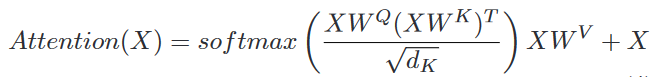 Attention(X) = softmax(XW^Q(XW^K)^T / √d_K) XW^V + X